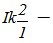 Ik 2/1 –